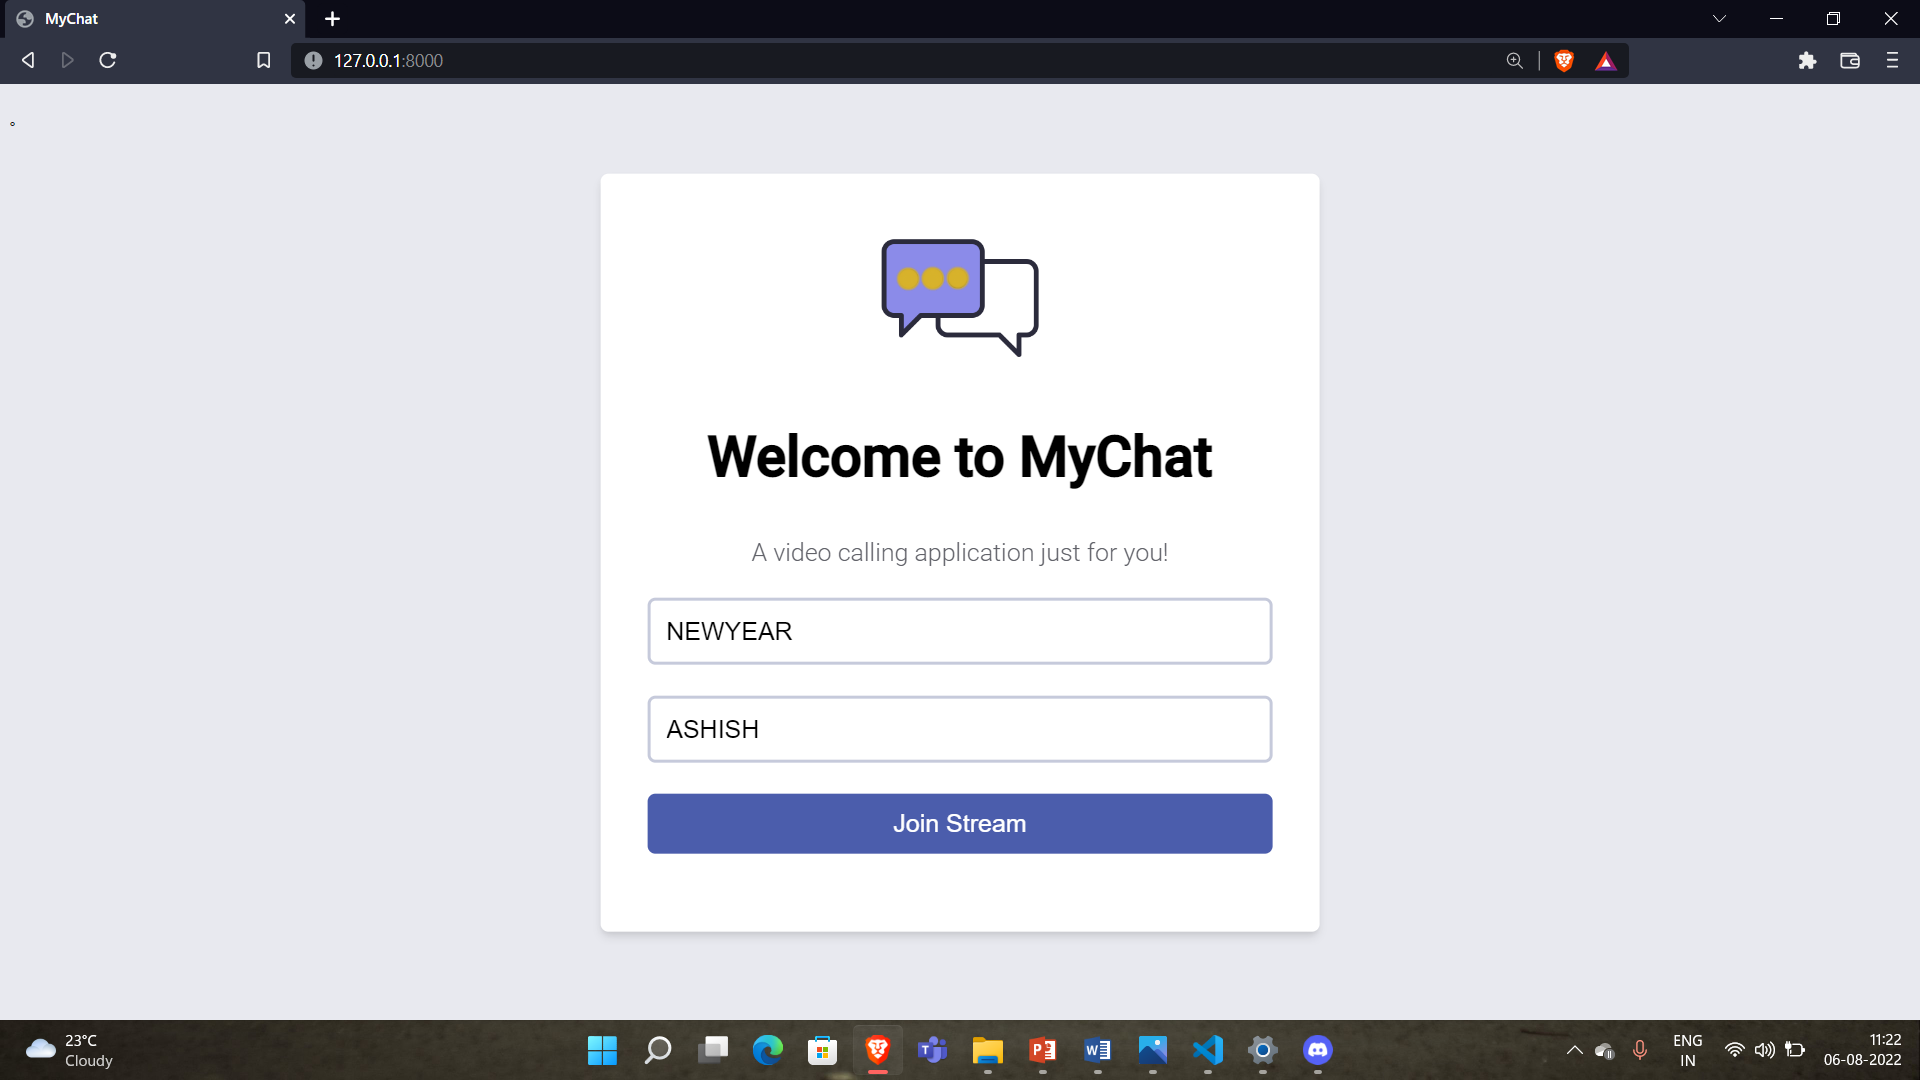 MyChat
127.0.0.1:8000
Welcome to MyChat
A video calling application just for you!
NEWYEAR
ASHISH
Join Stream
23°C
Cloudy
ENG
IN
11:22
06-08-2022